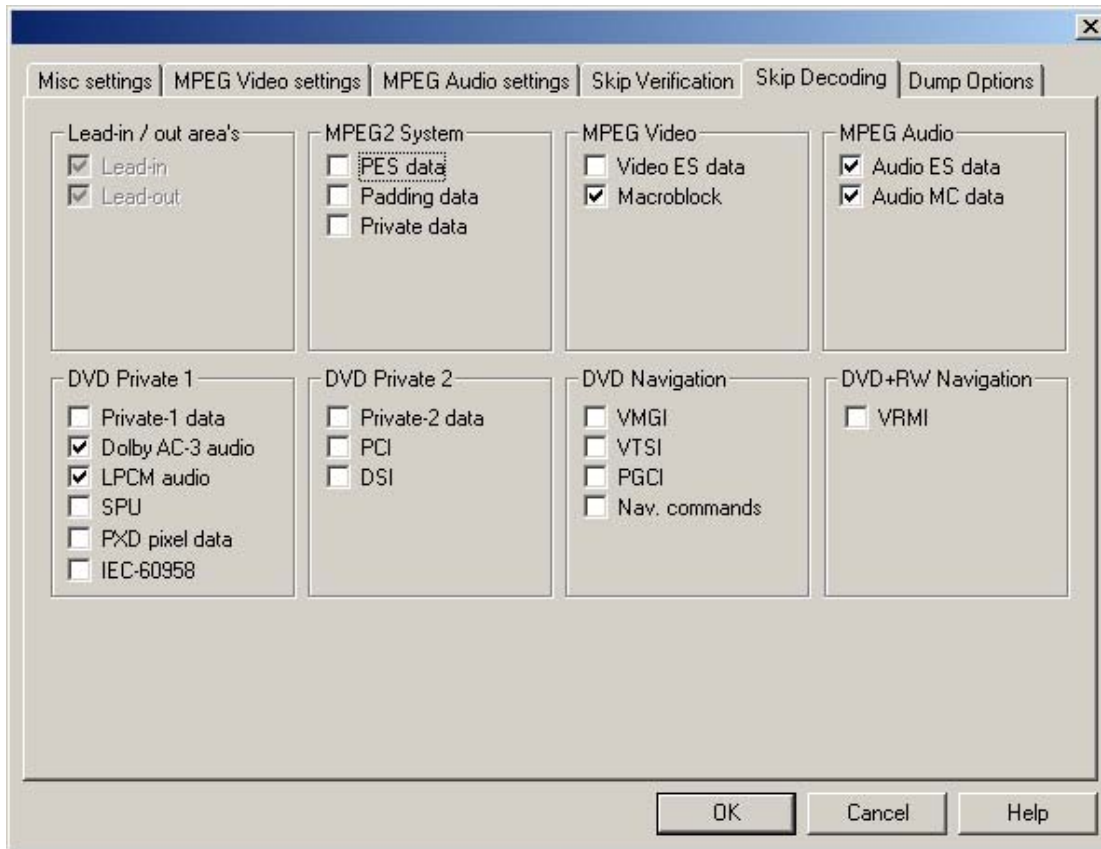 Misc settings
MPEG Video settings
MPEG Audio settings
Skip Verification
Skip Decoding
Dump Options
Lead-in / out area's
Lead-in
Lead-out
MPEG2 System
PES data
Padding data
Private data
MPEG Video
Video ES data
Macroblock
MPEG Audio
Audio ES data
Audio MC data
DVD Private 1
Private-1 data
Dolby AC-3 audio
LPCM audio
SPU
PXD pixel data
IEC-60958
DVD Private 2
Private-2 data
PCI
DSI
DVD Navigation
VMGI
VTSI
PGCI
Nav. commands
DVD+RW Navigation
VRMI
OK
Cancel
Help